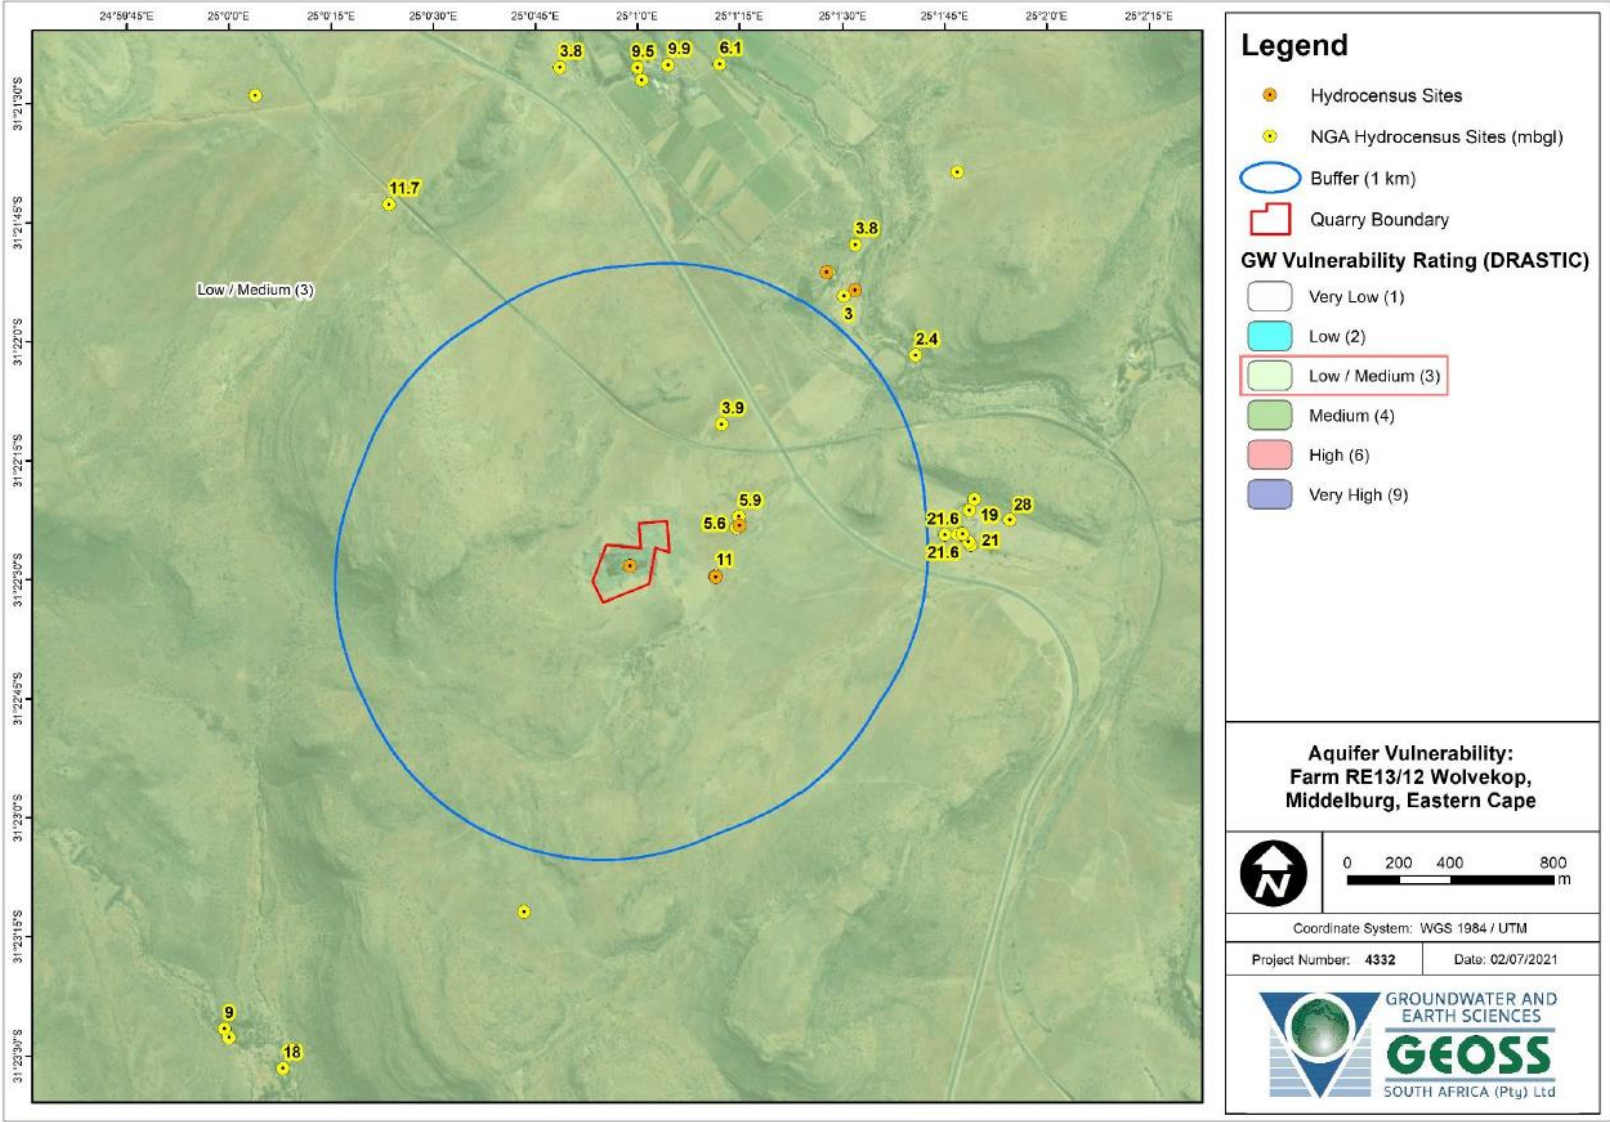 24°59'45"E 25°0'0"E 25°0'15"E 25°0'30"E 25°0'45"E 25°1'0"E 25°1'15"E 25°1'30"E 25°1'45"E 25°2'0"E 25°2'15"E
31°21'30"S
31°21'45"S
31°22'0"S
31°22'15"S
31°22'30"S
31°22'45"S
31°23'0"S
31°23'15"S
31°23'30"S
3.8
9.5
9.9
6.1
11.7
3.8
Low / Medium (3)
3
2.4
3.9
5.9
5.6
11
21.6
19
28
21.6
21
9
18
Legend
Hydrocensus Sites
NGA Hydrocensus Sites (mbgl)
Buffer (1 km)
Quarry Boundary
GW Vulnerability Rating (DRASTIC)
Very Low (1)
Low (2)
Low / Medium (3)
Medium (4)
High (6)
Very High (9)
Aquifer Vulnerability:
Farm RE13/12 Wolvekop,
Middelburg, Eastern Cape
N
0 200 400 800
m
Coordinate System: WGS 1984 / UTM
Project Number: 4332
Date: 02/07/2021
GROUNDWATER AND
EARTH SCIENCES
GEOSS
SOUTH AFRICA (Pty) Ltd